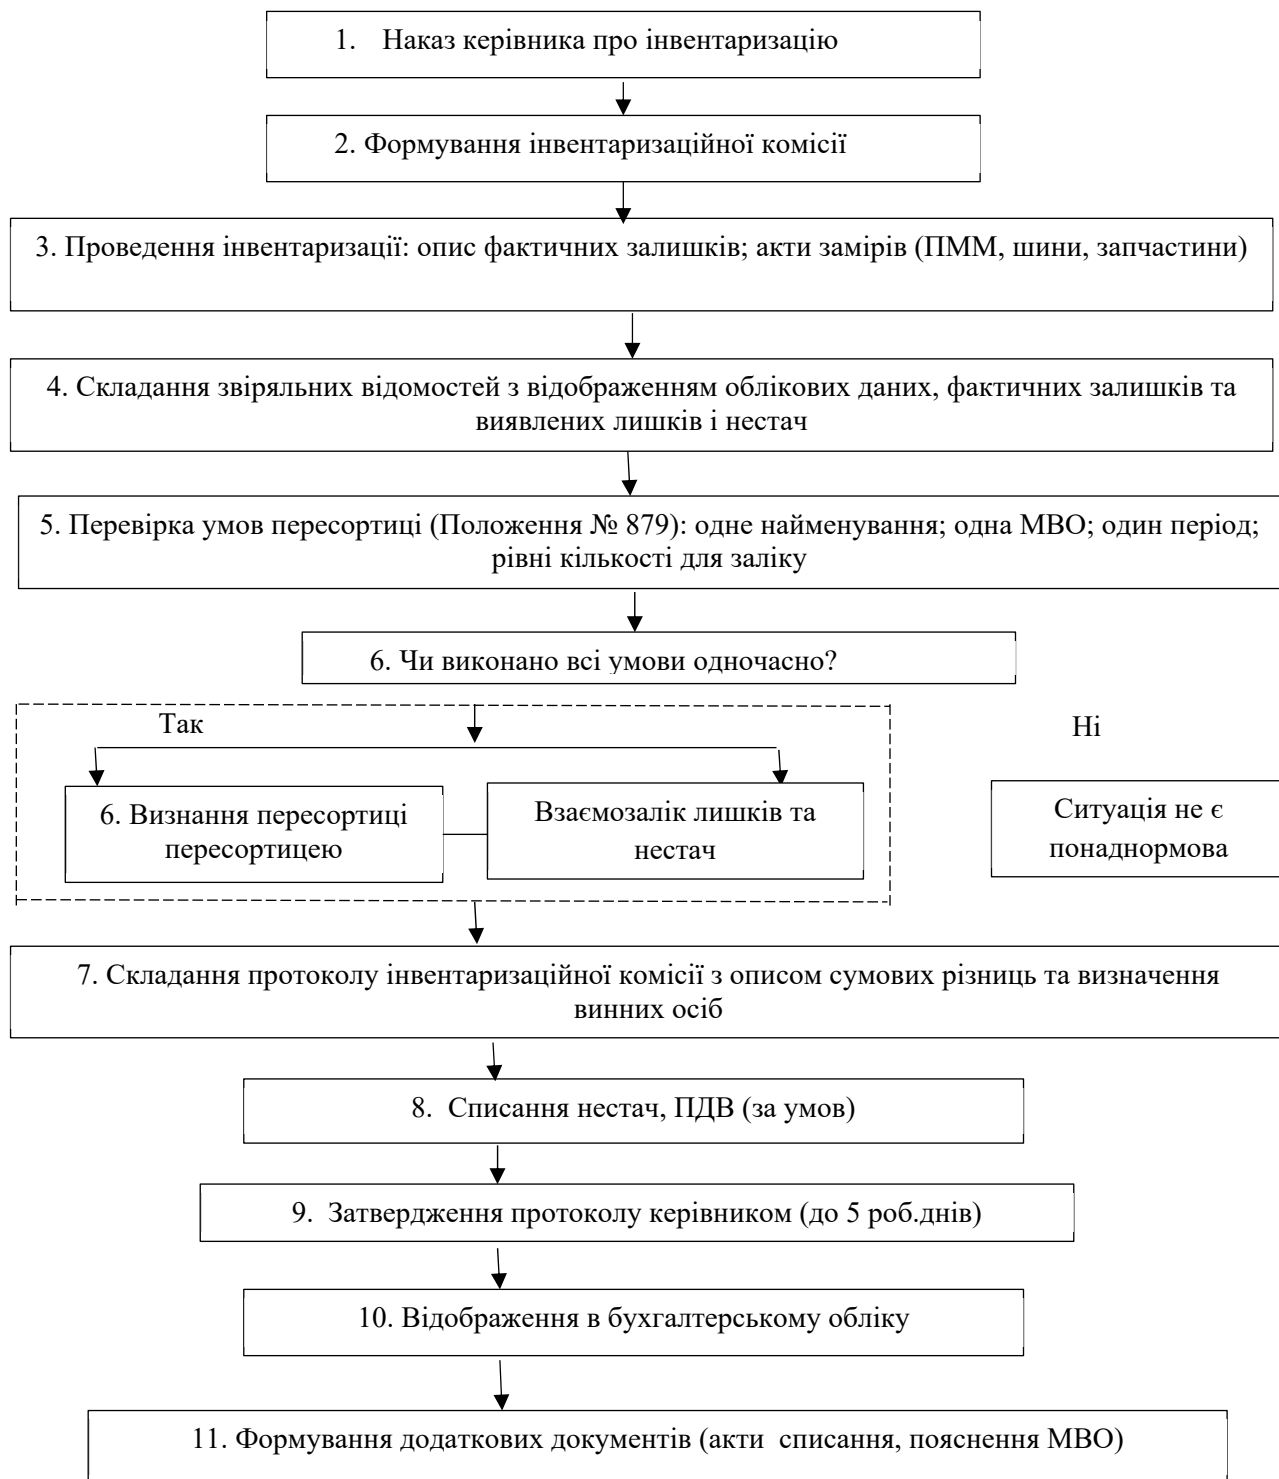 1. Наказ керівника про інвентаризацію
2. Формування інвентаризаційної комісії
3. Проведення інвентаризації: опис фактичних залишків; акти замірів (ПММ, шини, запчастини)
4. Складання звіряльних відомостей з відображенням облікових даних, фактичних залишків та
виявлених лишків і нестач
5. Перевірка умов пересортиці (Положення № 879): одне найменування; одна МВО; один період;
рівні кількості для заліку
6. Чи виконано всі умови одночасно?
Так
Ні
6. Визнання пересортиці
пересортицею
Взаємозалік лишків та
нестач
Ситуація не є
понаднормова
7. Складання протоколу інвентаризаційної комісії з описом сумових різниць та визначення
винних осіб
8. Списання нестач, ПДВ (за умов)
9. Затвердження протоколу керівником (до 5 роб.днів)
10. Відображення в бухгалтерському обліку
11. Формування додаткових документів (акти списання, пояснення МВО)